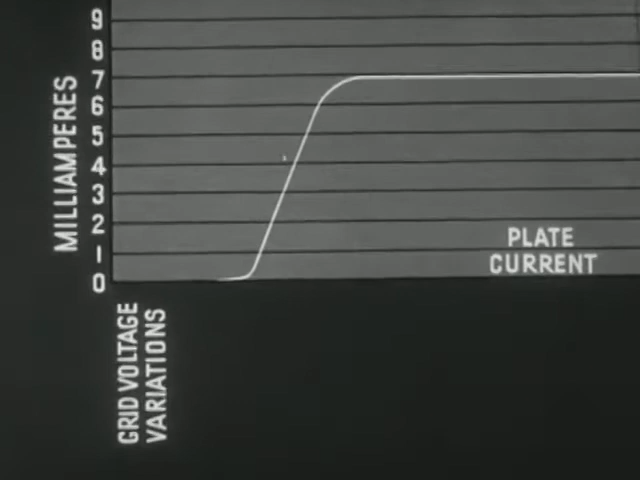 9
8
7
6
5
4
3
2
1
0
MILLIAMPERES
PLATE
CURRENT
GRID VOLTAGE
VARIATIONS